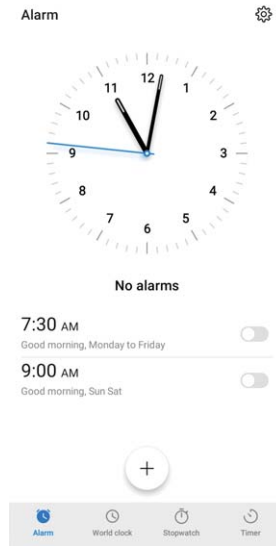 Alarm
12
11
1
10
2
9
3
8
4
7
5
6
No alarms
7:30 AM
Good morning, Monday to Friday
9:00 AM
Good morning, Sun Sat
+
Alarm World clock Stopwatch Timer